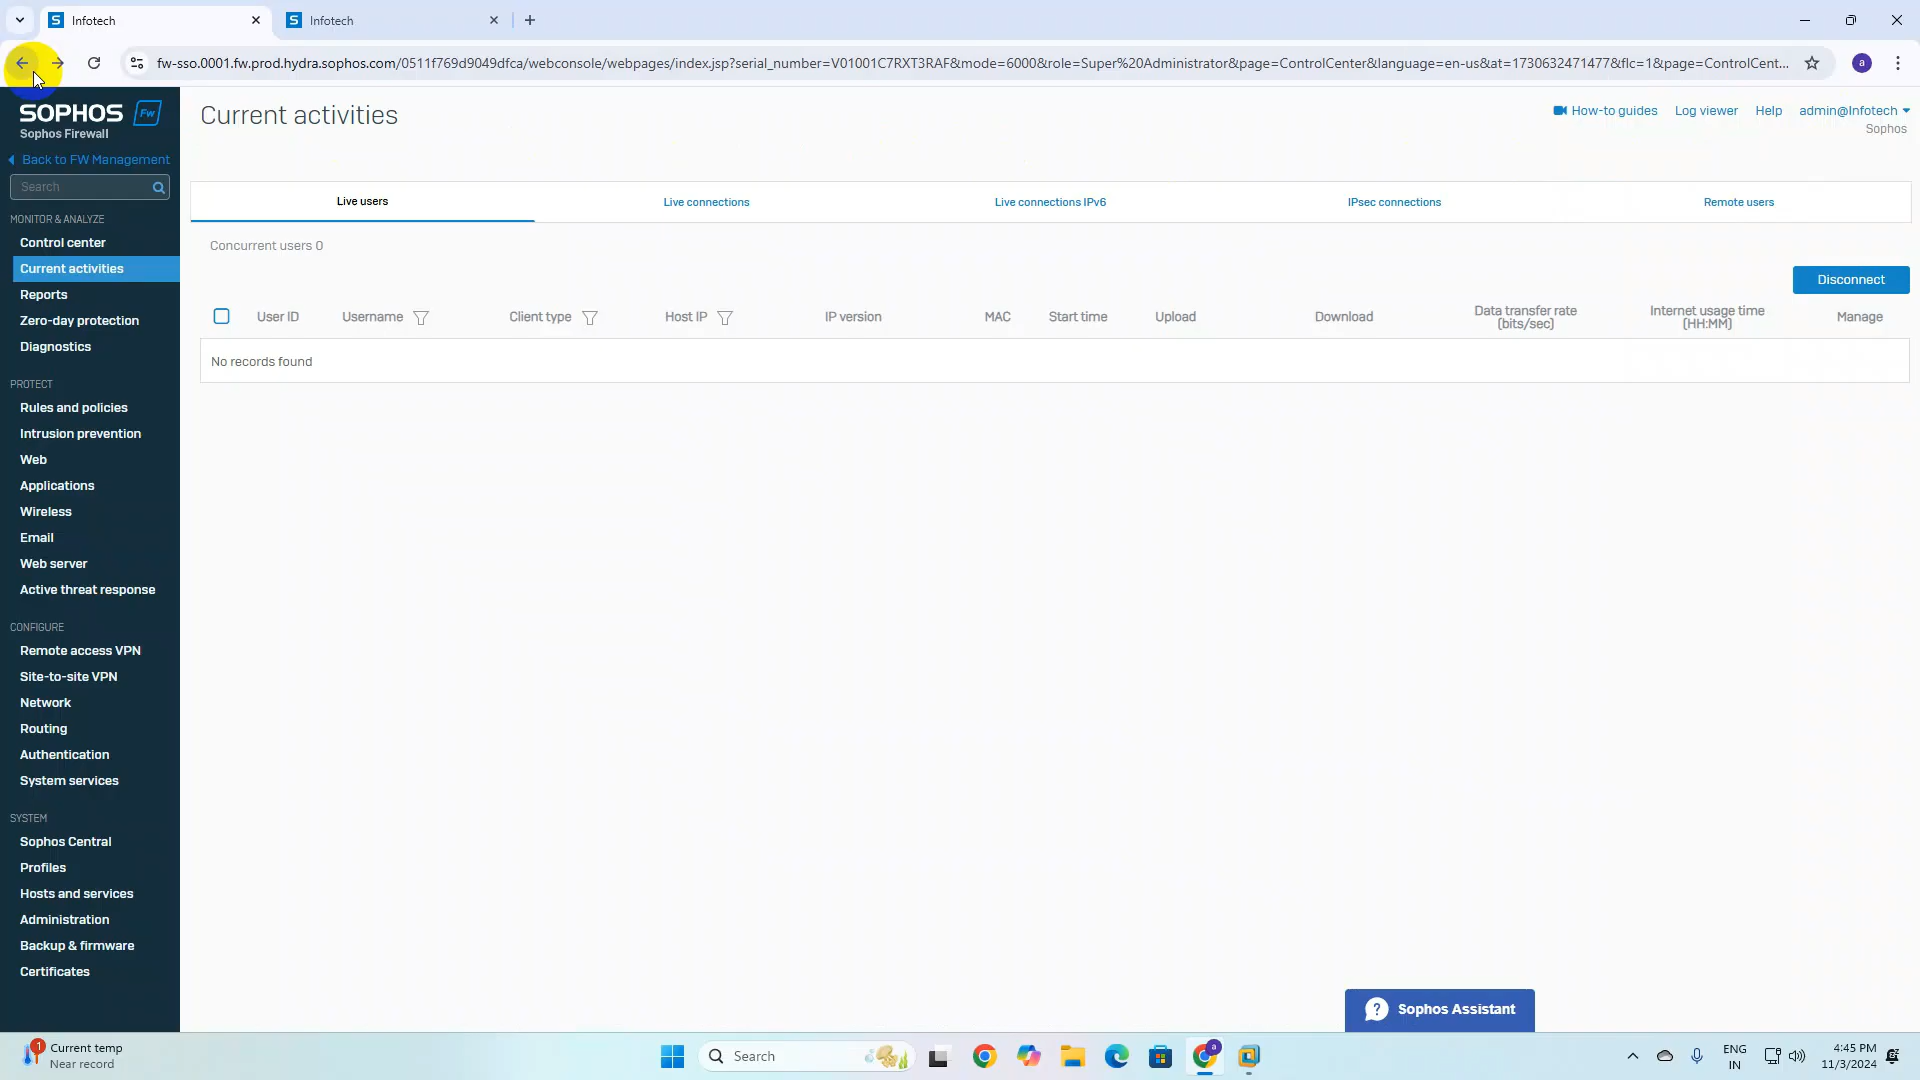 Infotech
Infotech
fw-sso.0001.fw.prod.hydra.sophos.com/0511f769d9049dfca/webconsole/webpages/index.jsp?serial_number=V01001C7RXT3RAF&mode=6000&role=Super%20Administrator&page=ControlCenter&language=en-us&at=1730632471477&flc=1&page=ControlCent...
a
SOPHOS Fw
Sophos Firewall
Back to FW Management
Search
MONITOR & ANALYZE
Control center
Current activities
Reports
Zero-day protection
Diagnostics
PROTECT
Rules and policies
Intrusion prevention
Web
Applications
Wireless
Email
Web server
Active threat response
CONFIGURE
Remote access VPN
Site-to-site VPN
Network
Routing
Authentication
System services
SYSTEM
Sophos Central
Profiles
Hosts and services
Administration
Backup & firmware
Certificates
Current activities
How-to guides Log viewer Help admin@Infotech
Sophos
Live users Live connections Live connections IPv6 IPsec connections Remote users
Concurrent users 0
Disconnect
User ID Username Client type Host IP IP version MAC Start time Upload Download Data transfer rate (bits/sec) Internet usage time (HH:MM) Manage
No records found
? Sophos Assistant
1
Current temp
Near record
Search
a
ENG
IN
4:45 PM
11/3/2024